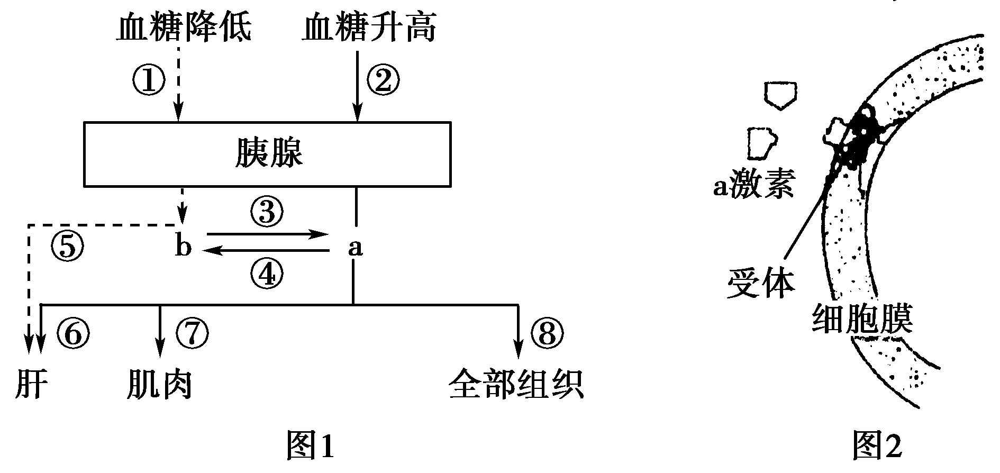 血糖降低 血糖升高
① ②
胰腺
③
⑤ b a
④
⑥ ⑦ ⑧
肝 肌肉 全部组织
图1
a激素
受体
细胞膜
图2